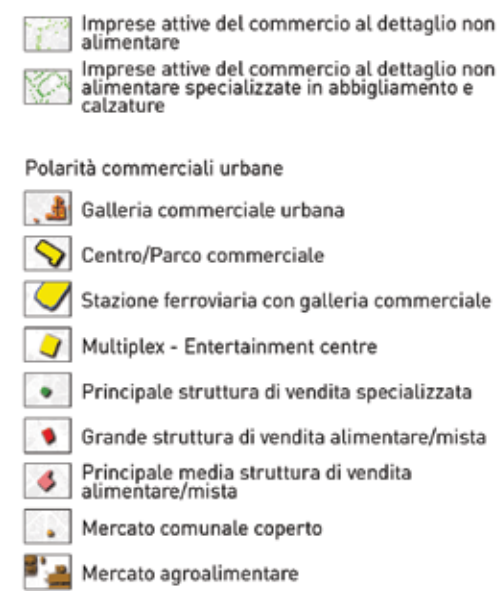 Imprese attive del commercio al dettaglio non
alimentare
Imprese attive del commercio al dettaglio non
alimentare specializzate in abbigliamento e
calzature
Polarità commerciali urbane
Galleria commerciale urbana
Centro/Parco commerciale
Stazione ferroviaria con galleria commerciale
Multiplex - Entertainment centre
Principale struttura di vendita specializzata
Grande struttura di vendita alimentare/mista
Principale media struttura di vendita
alimentare/mista
Mercato comunale coperto
Mercato agroalimentare